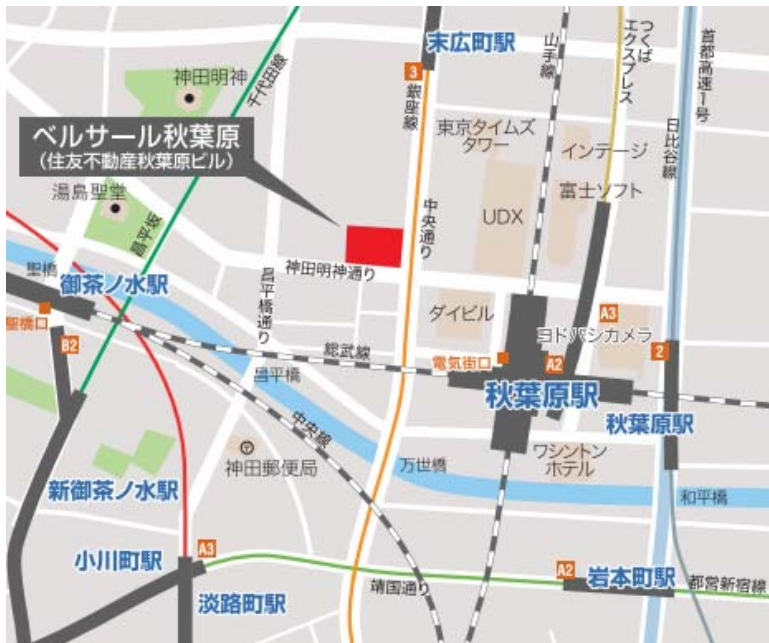 末広町駅
つくば
エクスプレス
首都高速1号
山手線
千代田線
神田明神
3
銀座線
東京タイムズ
タワー
インテージ
日比谷線
ベルサール秋葉原
(住友不動産秋葉原ビル)
富士ソフト
湯島聖堂
UDX
中央通り
昌平坂
聖橋
神田明神通り
御茶ノ水駅
昌平橋通り
ダイビル
A3
ヨドバシカメラ
聖橋口
B2
総武線
電気街口
A2
2
昌平橋
秋葉原駅
秋葉原駅
中央線
神田郵便局
万世橋
ワシントン
ホテル
新御茶ノ水駅
和平橋
小川町駅
A3
A2
岩本町駅
都営新宿線
靖国通り
淡路町駅